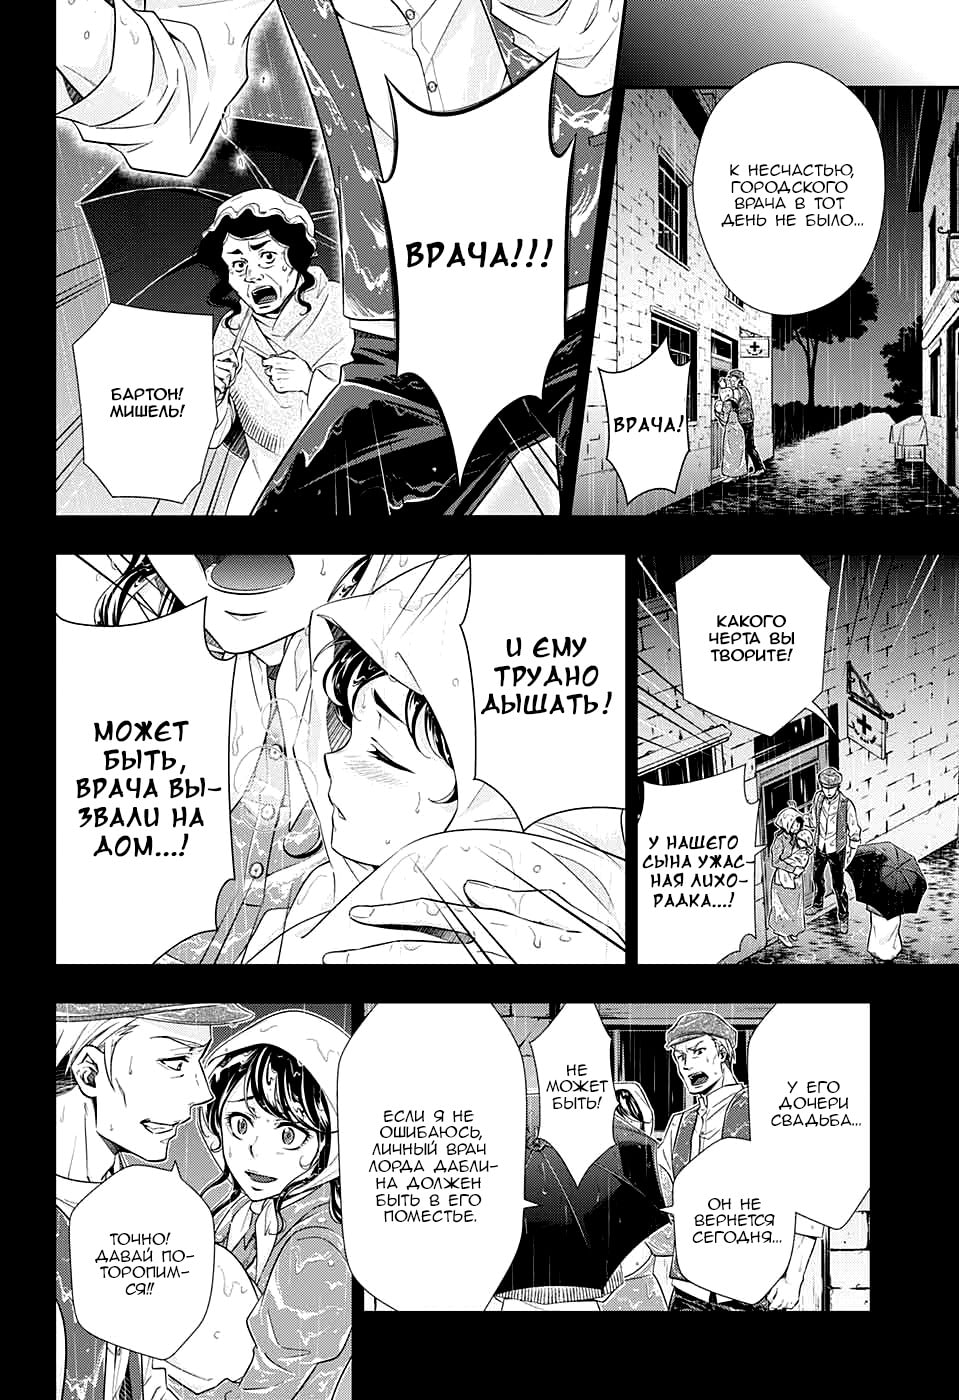 К НЕСЧАСТЬЮ,
ГОРОДСКОГО
ВРАЧА В ТОТ
ДЕНЬ НЕ БЫЛО...
ВРАЧА!
ВРАЧА!!!
БАРТОН!
МИШЕЛЬ!
КАКОГО
ЧЕРТА ВЫ
ТВОРИТЕ!
У НАШЕГО
СЫНА УЖАС-
НАЯ ЛИХО-
РАДКА...!
И ЕМУ
ТРУДНО
ДЫШАТЬ!
МОЖЕТ
БЫТЬ,
ВРАЧА ВЫ-
ЗВАЛИ НА
ДОМ...!
У ЕГО
ДОЧЕРИ
СВАДЬБА...
ОН НЕ
ВЕРНЕТСЯ
СЕГОДНЯ...
НЕ
МОЖЕТ
БЫТЬ!
ЕСЛИ Я НЕ
ОШИБАЮСЬ,
ЛИЧНЫЙ ВРАЧ
ЛОРДА ДАБЛИ-
НА ДОЛЖЕН
БЫТЬ В ЕГО
ПОМЕСТЬЕ.
ТОЧНО!
ДАВАЙ ПО-
ТОРОПИМ-
СЯ!!